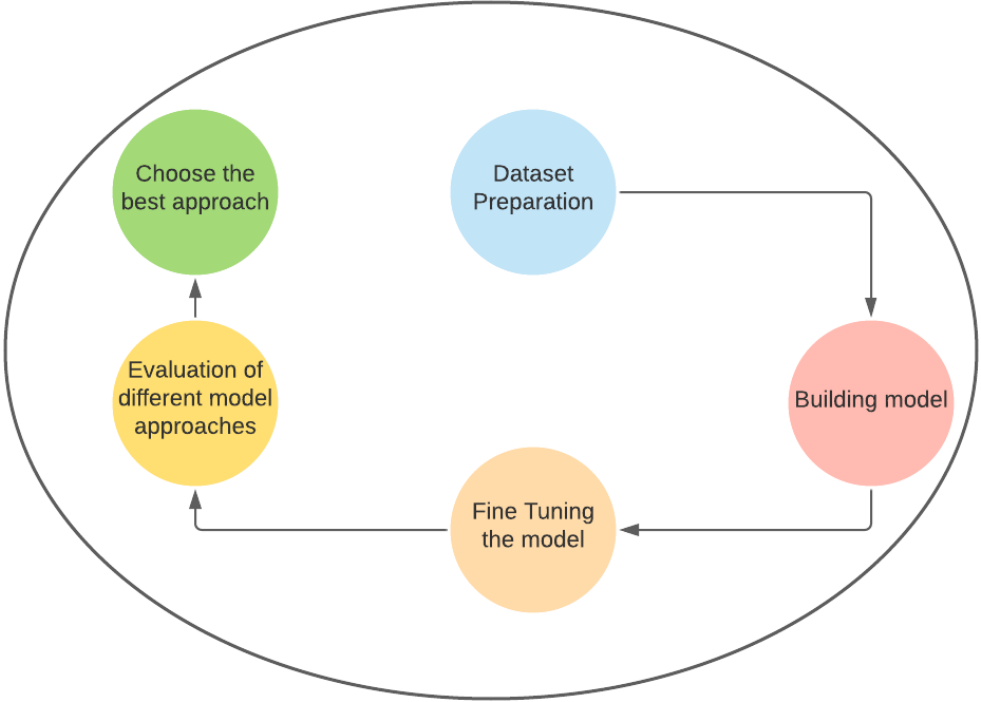 Choose the
best approach
Dataset
Preparation
Evaluation of
different model
approaches
Building model
Fine Tuning
the model